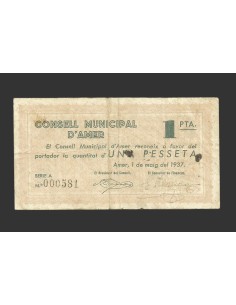 CONSELL MUNICIPAL
D'AMER
1 PTA.
El Consell Municipal d'Amer reconeix a favor del
portador la quantitat d'UNA PESSETA
Amer, 1 de maig del 1937.
SERIE A
Nº 000581